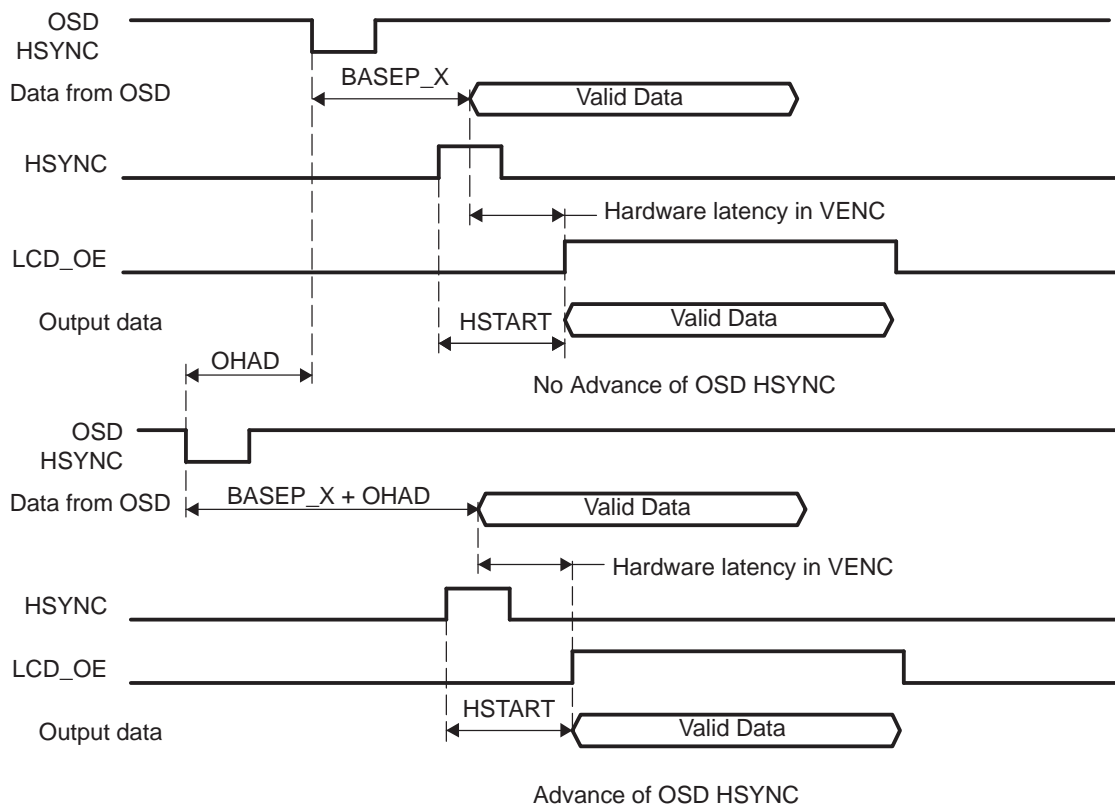 OSD
HSYNC
BASEP_X
Data from OSD
Valid Data
HSYNC
Hardware latency in VENC
LCD_OE
Output data
HSTART
Valid Data
OHAD
No Advance of OSD HSYNC
OSD
HSYNC
Data from OSD
BASEP_X + OHAD
Valid Data
Hardware latency in VENC
HSYNC
LCD_OE
HSTART
Output data
Valid Data
Advance of OSD HSYNC